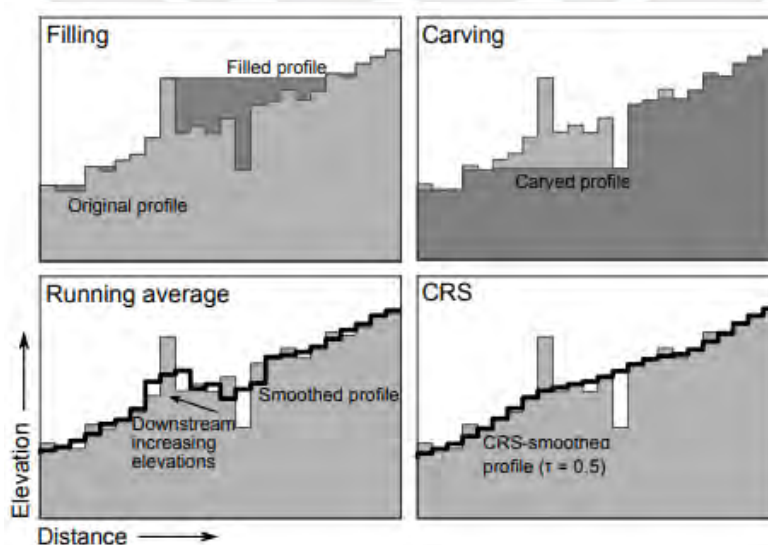 Filling
Filled profile
Original profile
Carving
Carved profile
Running average
Smoothed profile
Downstream
increasing
elevations
CRS
CRS-smoothed
profile (τ = 0.5)
Elevation
Distance